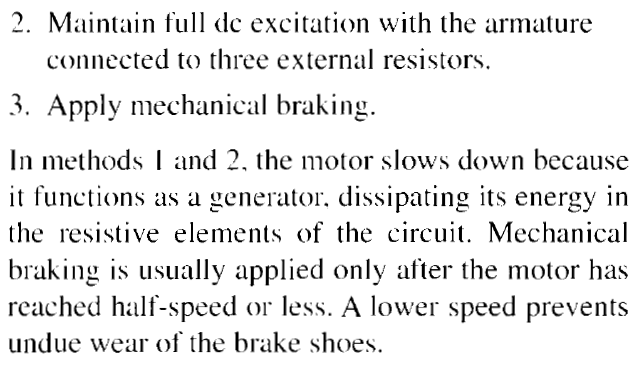 2. Maintain full dc excitation with the armature
connected to three external resistors.
3. Apply mechanical braking.
In methods 1 and 2, the motor slows down because
it functions as a generator, dissipating its energy in
the resistive elements of the circuit. Mechanical
braking is usually applied only after the motor has
reached half-speed or less. A lower speed prevents
undue wear of the brake shoes.